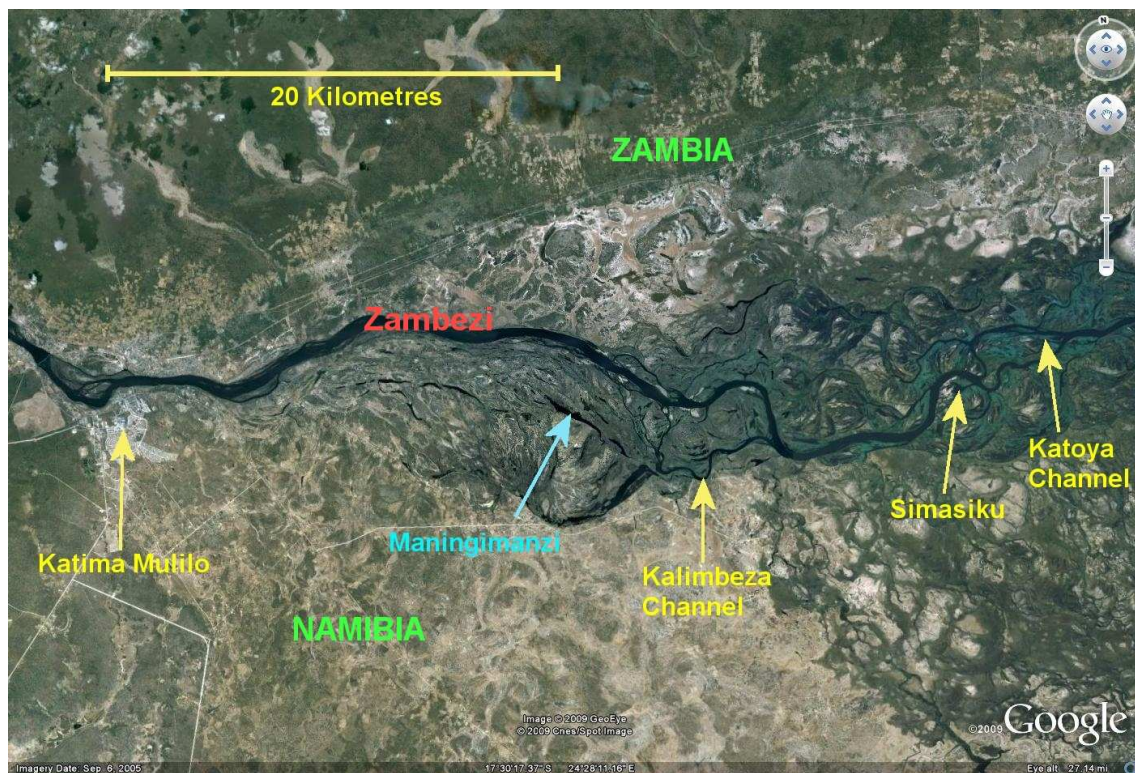 N
20 Kilometres
ZAMBIA
Zambezi
Katoya
Channel
Simasiku
Maningimanzi
Katima Mulilo
Kalimbeza
Channel
NAMIBIA
Image © 2009 GeoEye
© 2009 Cnes/Spot Image
©2009 Google
Imagery Date: Sep. 6, 2005
17°30'17.37" S 24°28'11.16" E
Eye alt 27.14 mi